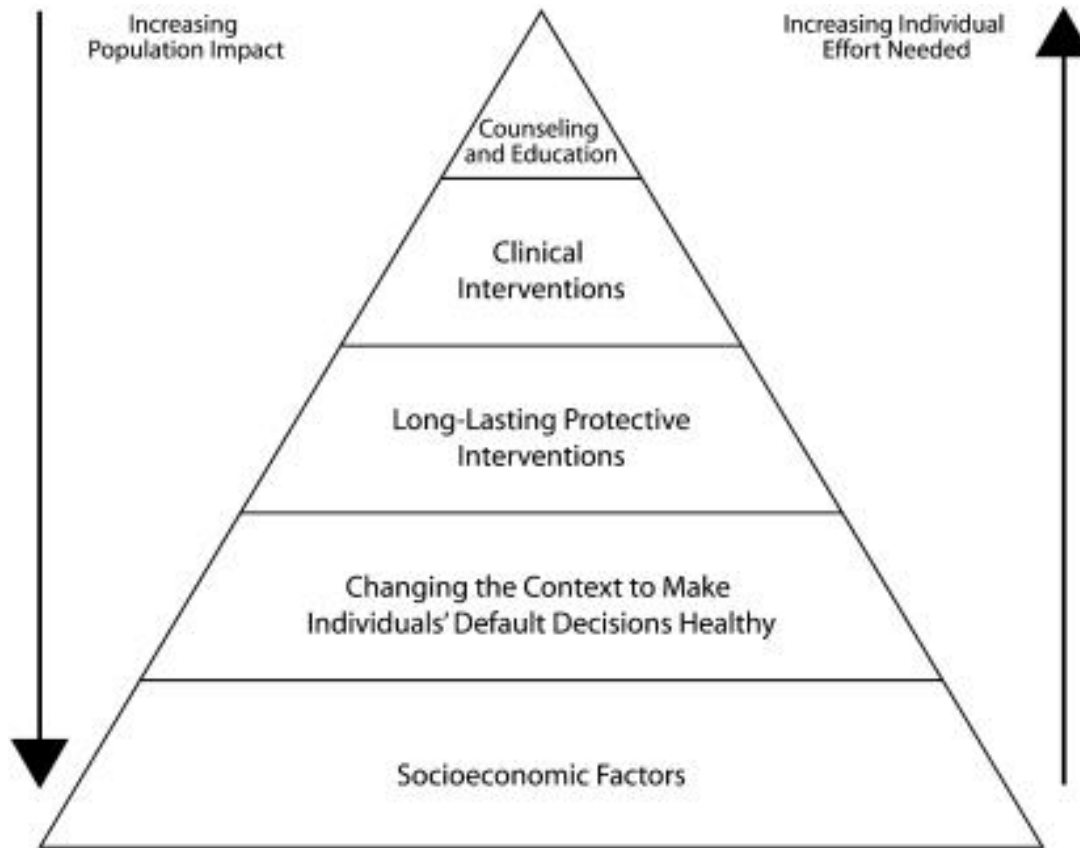 Increasing
Population Impact
Increasing Individual
Effort Needed
Counseling
and Education
Clinical
Interventions
Long-Lasting Protective
Interventions
Changing the Context to Make
Individuals’ Default Decisions Healthy
Socioeconomic Factors